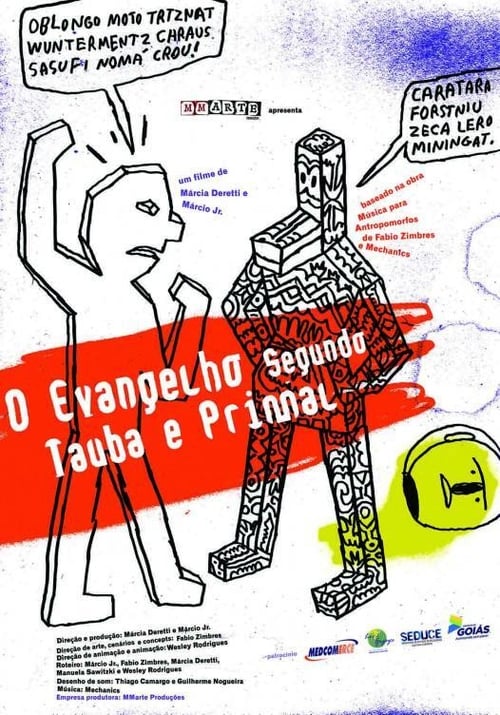 OBLONGO MOTO TRTZNAT
WUNTERMENTZ CHRAUS
SASUFI NOMÁ CROU!
CARATARA
FORSTNIU
ZECA LERO
MININGAT.
MMARTE
apresenta
um filme de
Márcia Deretti e
Márcio Jr.
baseado na obra
Música para
Antropomorfos
de Fabio Zimbres
e Mechanics
O Evangelho Segundo
Tauba e Primal
Direção e produção: Márcia Deretti e Márcio Jr.
Direção de arte, cenários e concepts: Fabio Zimbres
Direção de animação e animação: Wesley Rodrigues
Roteiro: Márcio Js., Fabio Zimbres, Márcia Deretti,
Manuela Sawitzki e Wesley Rodrigues
Desenho de som: Thiago Camargo e Guilherme Nogueira
Música: Mechanics
Empresa produtora: MMarte Produções
patrocínio
MEDCOMERCE
SEDUCE
GOIÁS